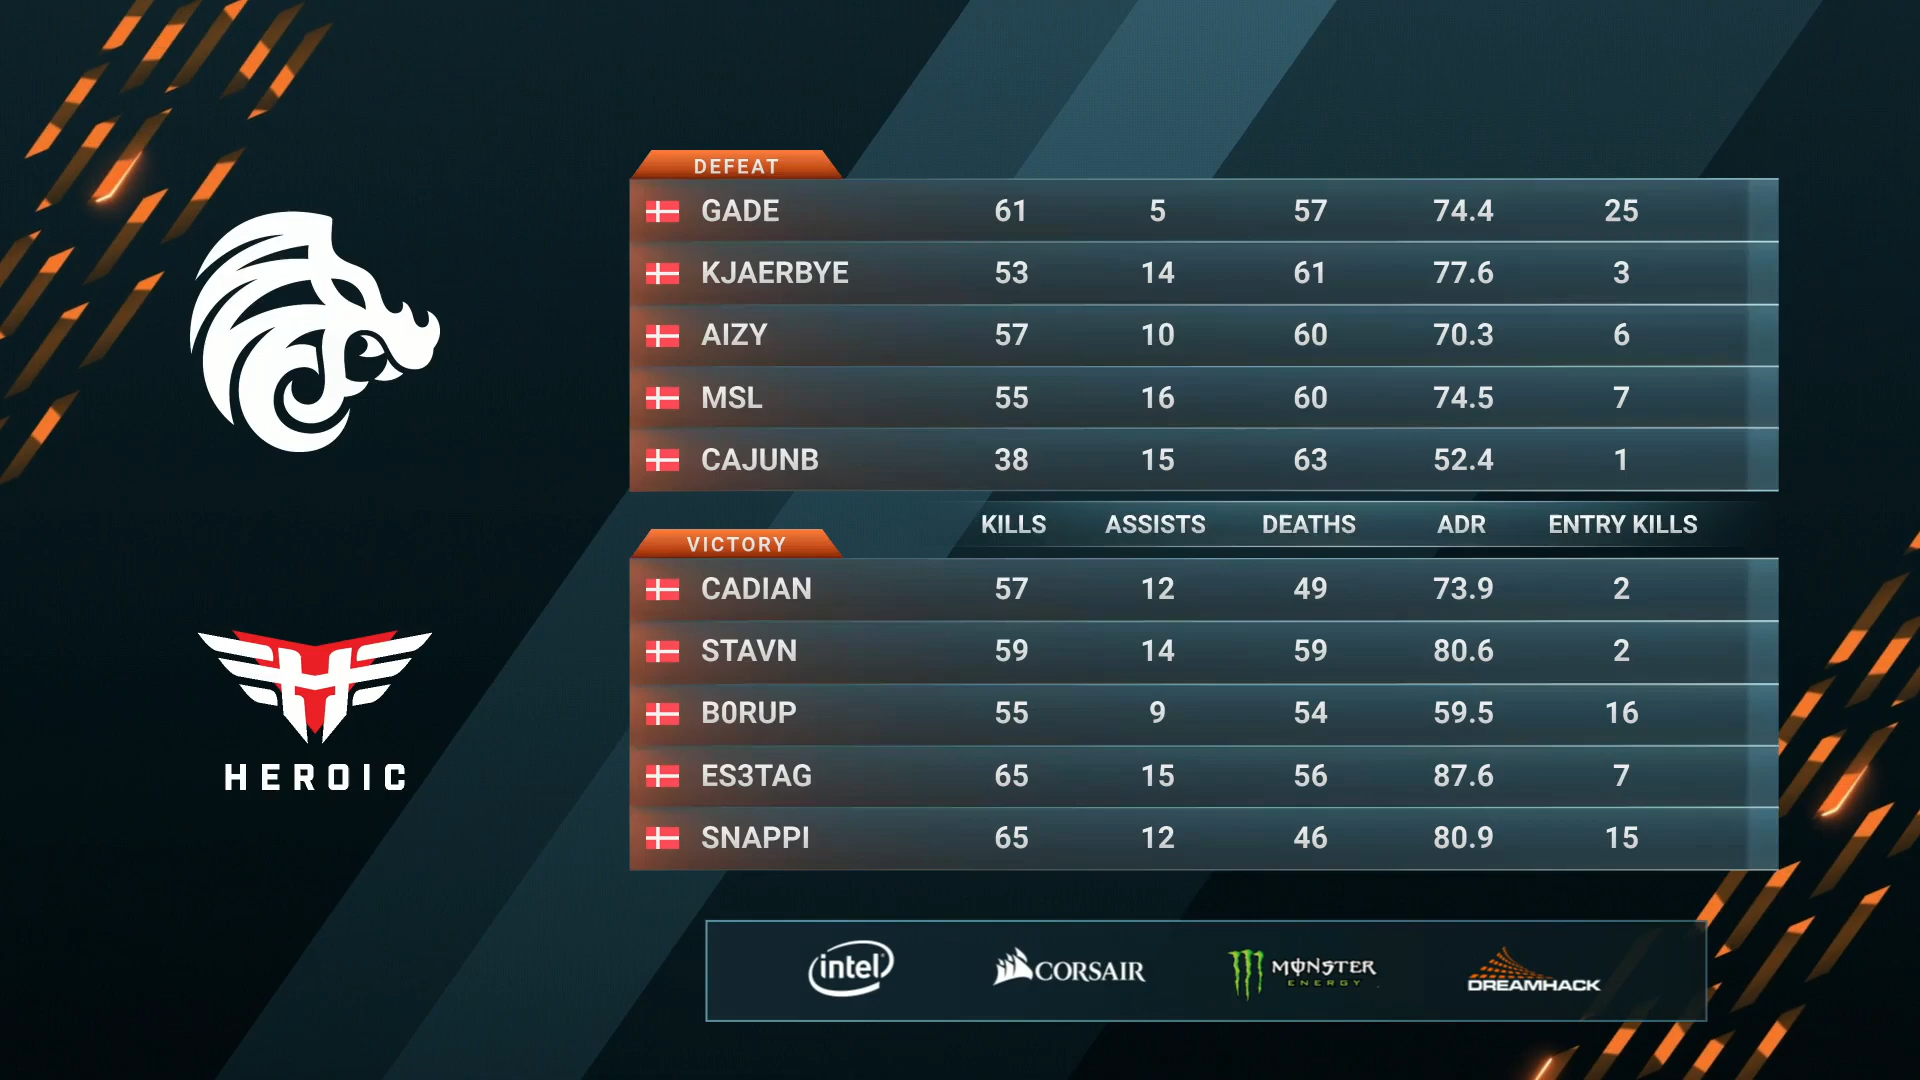 DEFEAT
GADE 61 5 57 74.4 25
KJAERBYE 53 14 61 77.6 3
AIZY 57 10 60 70.3 6
MSL 55 16 60 74.5 7
CAJUNB 38 15 63 52.4 1
KILLS ASSISTS DEATHS ADR ENTRY KILLS
VICTORY
CADIAN 57 12 49 73.9 2
STAVN 59 14 59 80.6 2
B0RUP 55 9 54 59.5 16
ES3TAG 65 15 56 87.6 7
SNAPPI 65 12 46 80.9 15
HEROIC
intel CORSAIR MONSTER ENERGY DREAMHACK